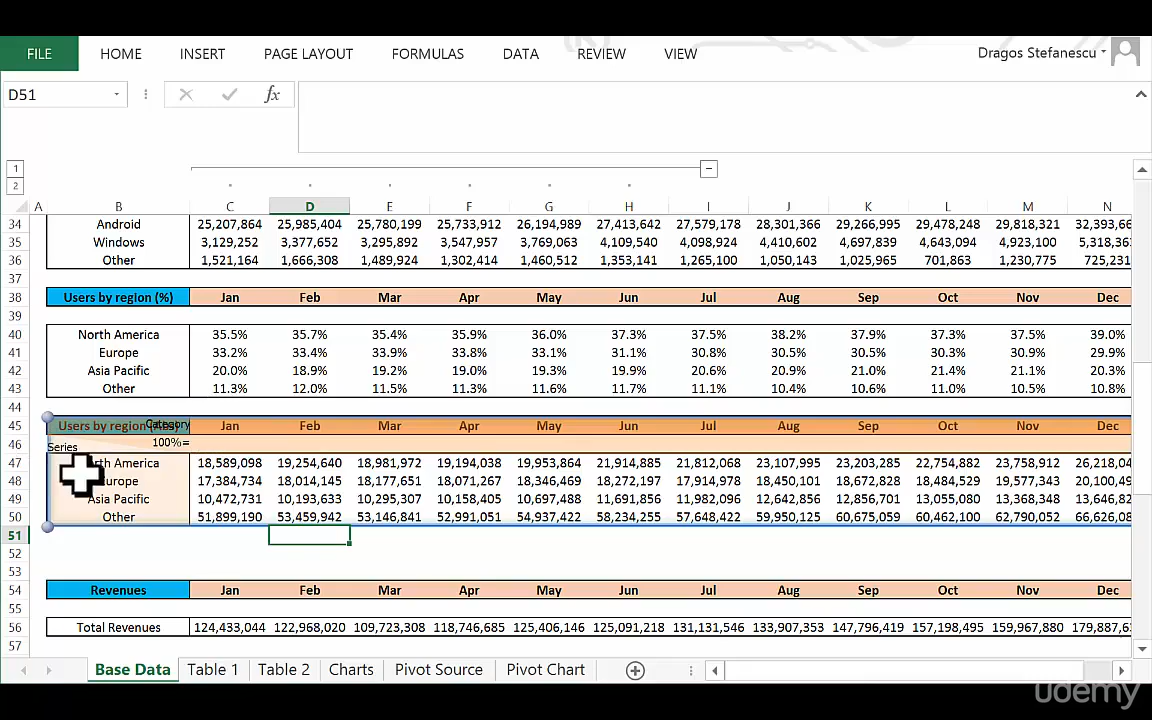 FILE HOME INSERT PAGE LAYOUT FORMULAS DATA REVIEW VIEW Dragos Stefanescu
D51 fx
1
2
A B C D E F G H I J K L M N
34 Android 25,207,864 25,985,404 25,780,199 25,733,912 26,194,989 27,413,642 27,579,178 28,301,366 29,266,995 29,478,248 29,818,321 32,393,66
35 Windows 3,129,252 3,377,652 3,295,892 3,547,957 3,769,063 4,109,540 4,098,924 4,410,602 4,697,839 4,643,094 4,923,100 5,318,36
36 Other 1,521,164 1,666,308 1,489,924 1,302,414 1,460,512 1,353,141 1,265,100 1,050,143 1,025,965 701,863 1,230,775 725,231
37
38 Users by region (%) Jan Feb Mar Apr May Jun Jul Aug Sep Oct Nov Dec
39
40 North America 35.5% 35.7% 35.4% 35.9% 36.0% 37.3% 37.5% 38.2% 37.9% 37.3% 37.5% 39.0%
41 Europe 33.2% 33.4% 33.9% 33.8% 33.1% 31.1% 30.8% 30.5% 30.5% 30.3% 30.9% 29.9%
42 Asia Pacific 20.0% 18.9% 19.2% 19.0% 19.3% 19.9% 20.6% 20.9% 21.0% 21.4% 21.1% 20.3%
43 Other 11.3% 12.0% 11.5% 11.3% 11.6% 11.7% 11.1% 10.4% 10.6% 11.0% 10.5% 10.8%
44
45 Users by region Category Jan Feb Mar Apr May Jun Jul Aug Sep Oct Nov Dec
46 Series 100%=
47 rth America 18,589,098 19,254,640 18,981,972 19,194,038 19,953,864 21,914,885 21,812,068 23,107,995 23,203,285 22,754,882 23,758,912 26,218,04
48 urope 17,384,734 18,014,145 18,177,651 18,071,267 18,346,469 18,272,197 17,914,978 18,450,101 18,672,828 18,484,529 19,577,343 20,100,49
49 Asia Pacific 10,472,731 10,193,633 10,295,307 10,158,405 10,697,488 11,691,856 11,982,096 12,642,856 12,856,701 13,055,080 13,368,348 13,646,82
50 Other 51,899,190 53,459,942 53,146,841 52,991,051 54,937,422 58,234,255 57,648,422 59,950,125 60,675,059 60,462,100 62,790,052 66,626,08
51
52
53
54 Revenues Jan Feb Mar Apr May Jun Jul Aug Sep Oct Nov Dec
55
56 Total Revenues 124,433,044 122,968,020 109,723,308 118,746,685 125,406,146 125,091,218 131,131,546 133,907,353 147,796,419 157,198,495 159,967,880 179,887,6
57
Base Data Table 1 Table 2 Charts Pivot Source Pivot Chart
udemy